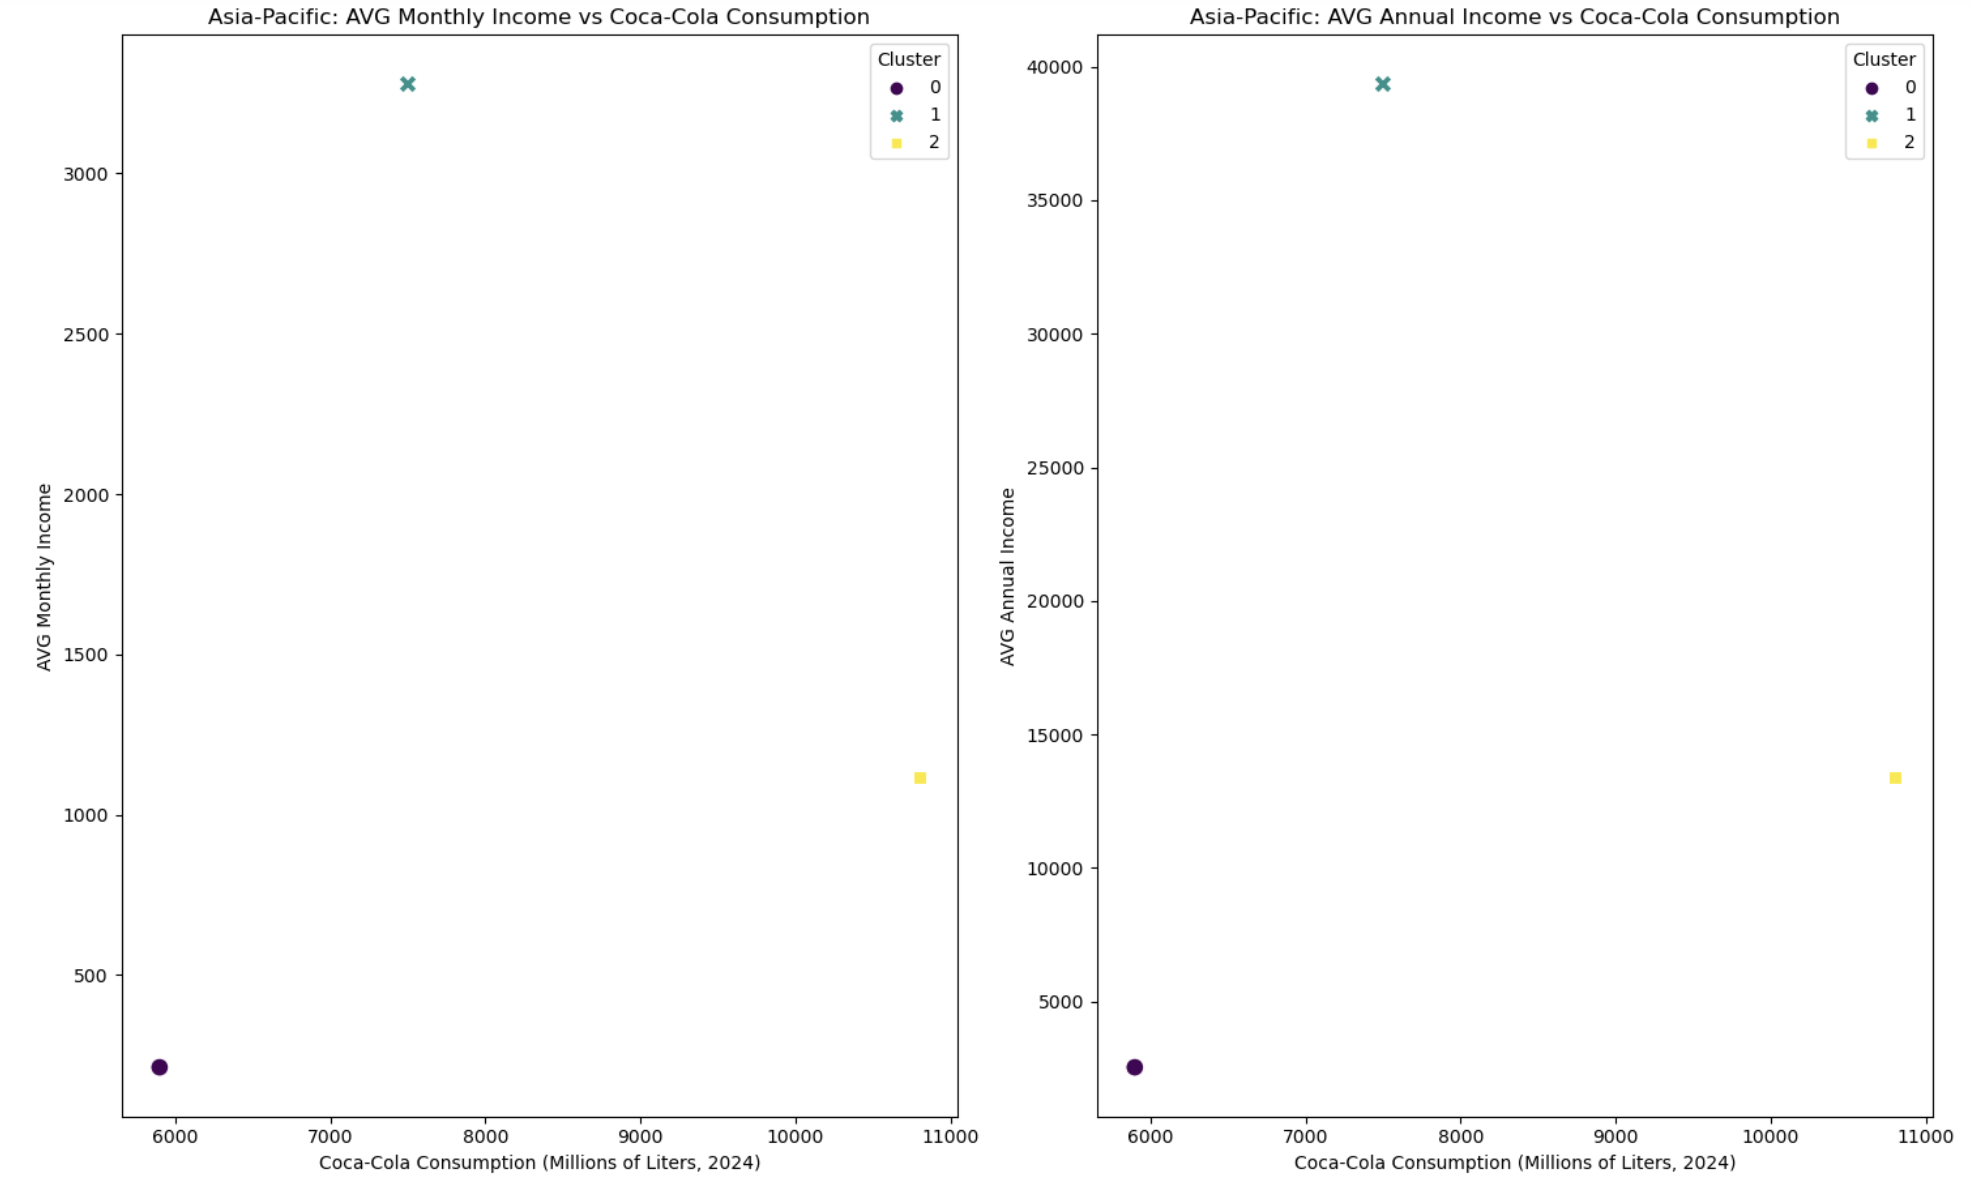 Asia-Pacific: AVG Monthly Income vs Coca-Cola Consumption
Cluster
0
1
2
3000
2500
2000
1500
1000
500
AVG Monthly Income
6000 7000 8000 9000 10000 11000
Coca-Cola Consumption (Millions of Liters, 2024)
Asia-Pacific: AVG Annual Income vs Coca-Cola Consumption
Cluster
0
1
2
40000
35000
30000
25000
20000
15000
10000
5000
AVG Annual Income
6000 7000 8000 9000 10000 11000
Coca-Cola Consumption (Millions of Liters, 2024)